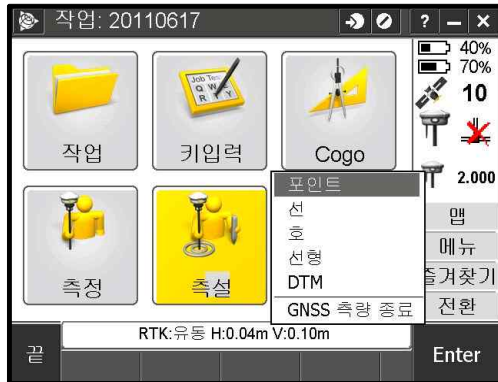 작업: 20110617
? – ×
40%
70%
10
2.000
작업
키입력
Cogo
측정
측설
포인트
선
호
선형
DTM
GNSS 측량 종료
맵
메뉴
즐겨찾기
전환
RTK:유동 H:0.04m V:0.10m
끝
Enter